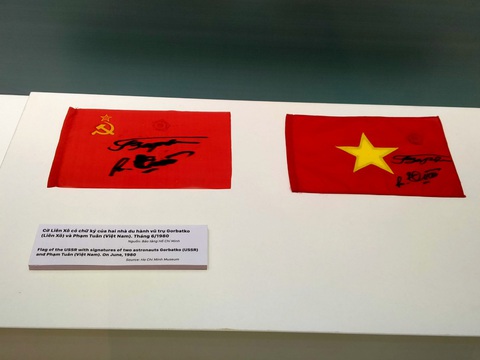 Cờ Liên Xô có chữ ký của hai nhà du hành vũ trụ Gorbatko
(Liên Xô) và Phạm Tuân (Việt Nam). Tháng 6/1980
Nguồn: Bảo tàng Hồ Chí Minh
Flag of the USSR with signatures of two astronauts Gorbatko (USSR)
and Phạm Tuân (Việt Nam). On June, 1980
Source: Ho Chi Minh Museum